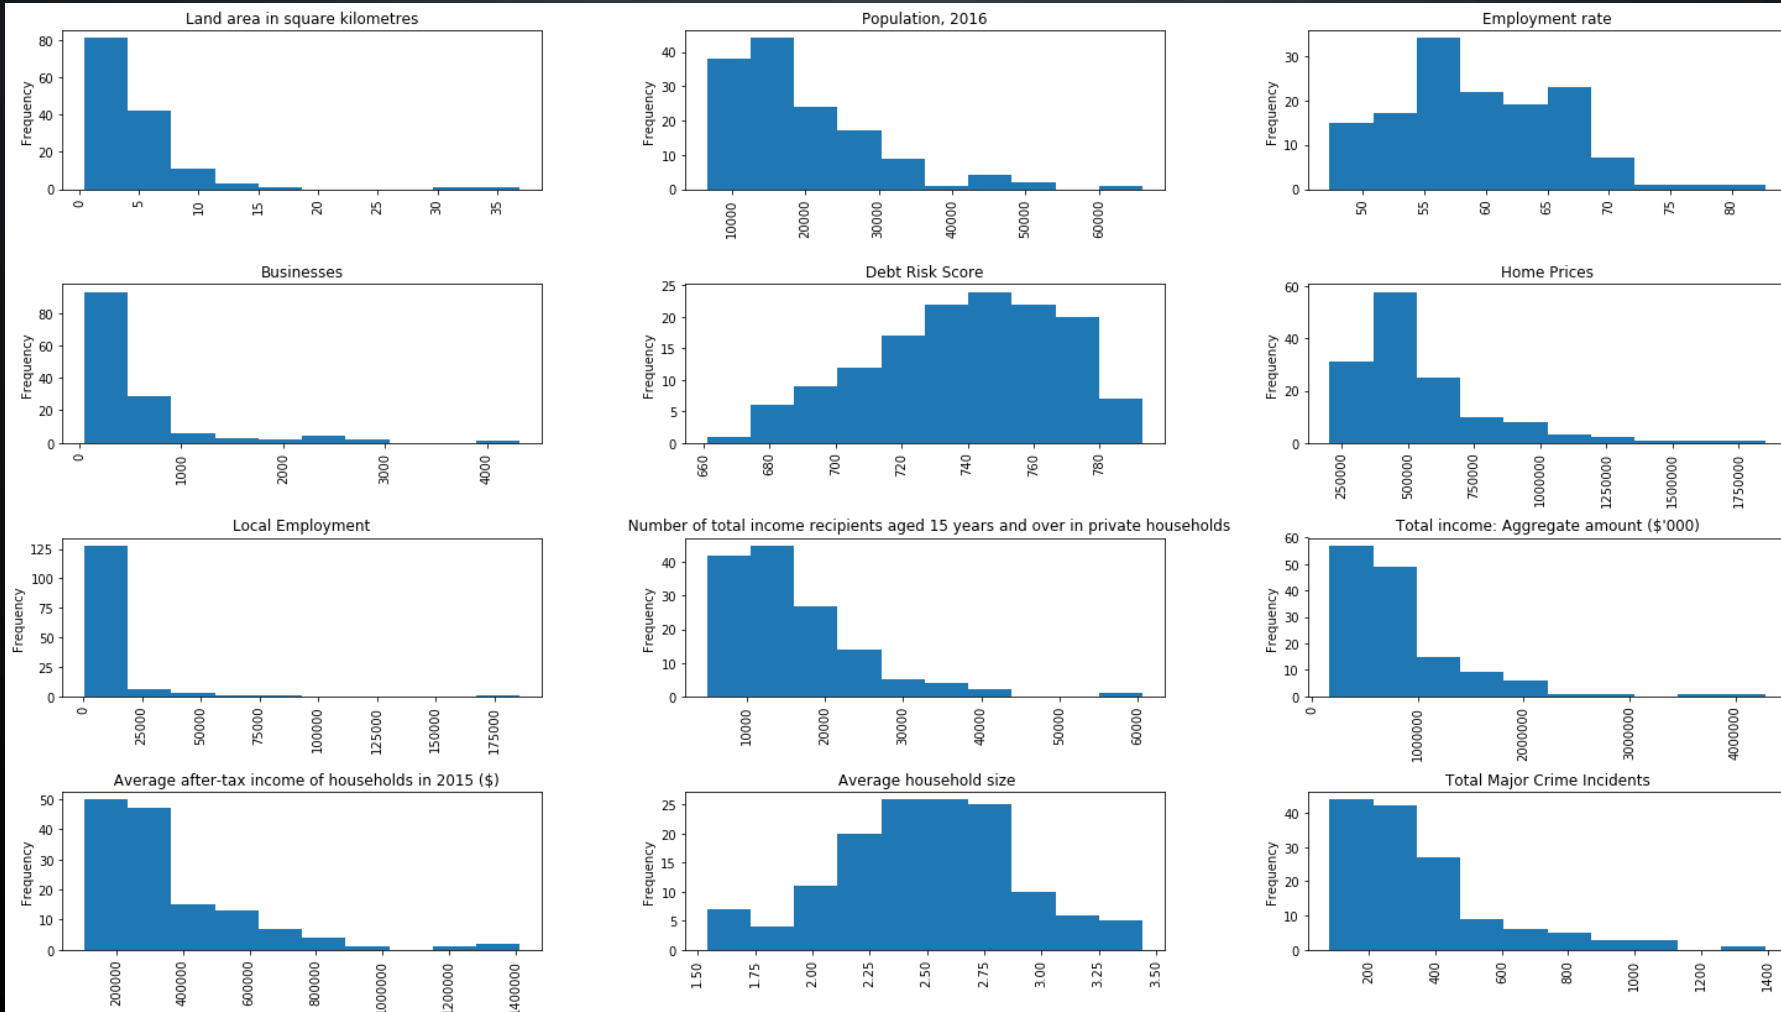 Land area in square kilometres
Frequency
80
60
40
20
0
0 5 10 15 20 25 30 35
Population, 2016
Frequency
40
30
20
10
0
10000 20000 30000 40000 50000 60000
Employment rate
Frequency
30
20
10
0
50 55 60 65 70 75 80
Businesses
Frequency
80
60
40
20
0
0 1000 2000 3000 4000
Debt Risk Score
Frequency
25
20
15
10
5
0
660 680 700 720 740 760 780
Home Prices
Frequency
60
40
20
0
250000 500000 750000 1000000 1250000 1500000 1750000
Local Employment
Frequency
125
100
75
50
25
0
0 25000 50000 75000 100000 125000 150000 175000
Number of total income recipients aged 15 years and over in private households
Frequency
40
30
20
10
0
10000 20000 30000 40000 50000 60000
Total income: Aggregate amount ($'000)
Frequency
60
50
40
30
20
10
0
0 1000000 2000000 3000000 4000000
Average after-tax income of households in 2015 ($)
Frequency
50
40
30
20
10
0
200000 400000 600000 800000 1000000 1200000 1400000
Average household size
Frequency
25
20
15
10
5
0
1.50 1.75 2.00 2.25 2.50 2.75 3.00 3.25 3.50
Total Major Crime Incidents
Frequency
40
30
20
10
0
200 400 600 800 1000 1200 1400